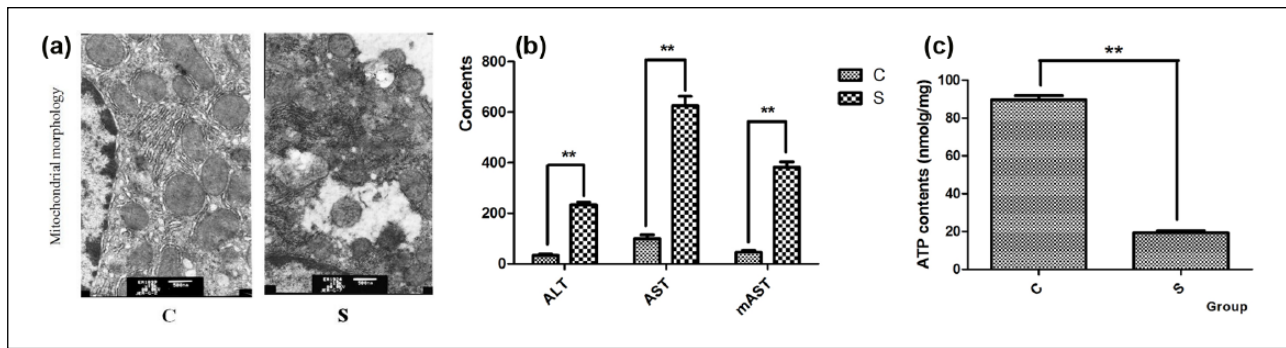 (a)
Mitochondrial morphology
C
S
(b)
Concents
800
600
400
200
0
**
**
**
ALT
AST
mAST
C
S
(c)
ATP contents (nmolg/mg)
100
80
60
40
20
0
**
C
S
Group